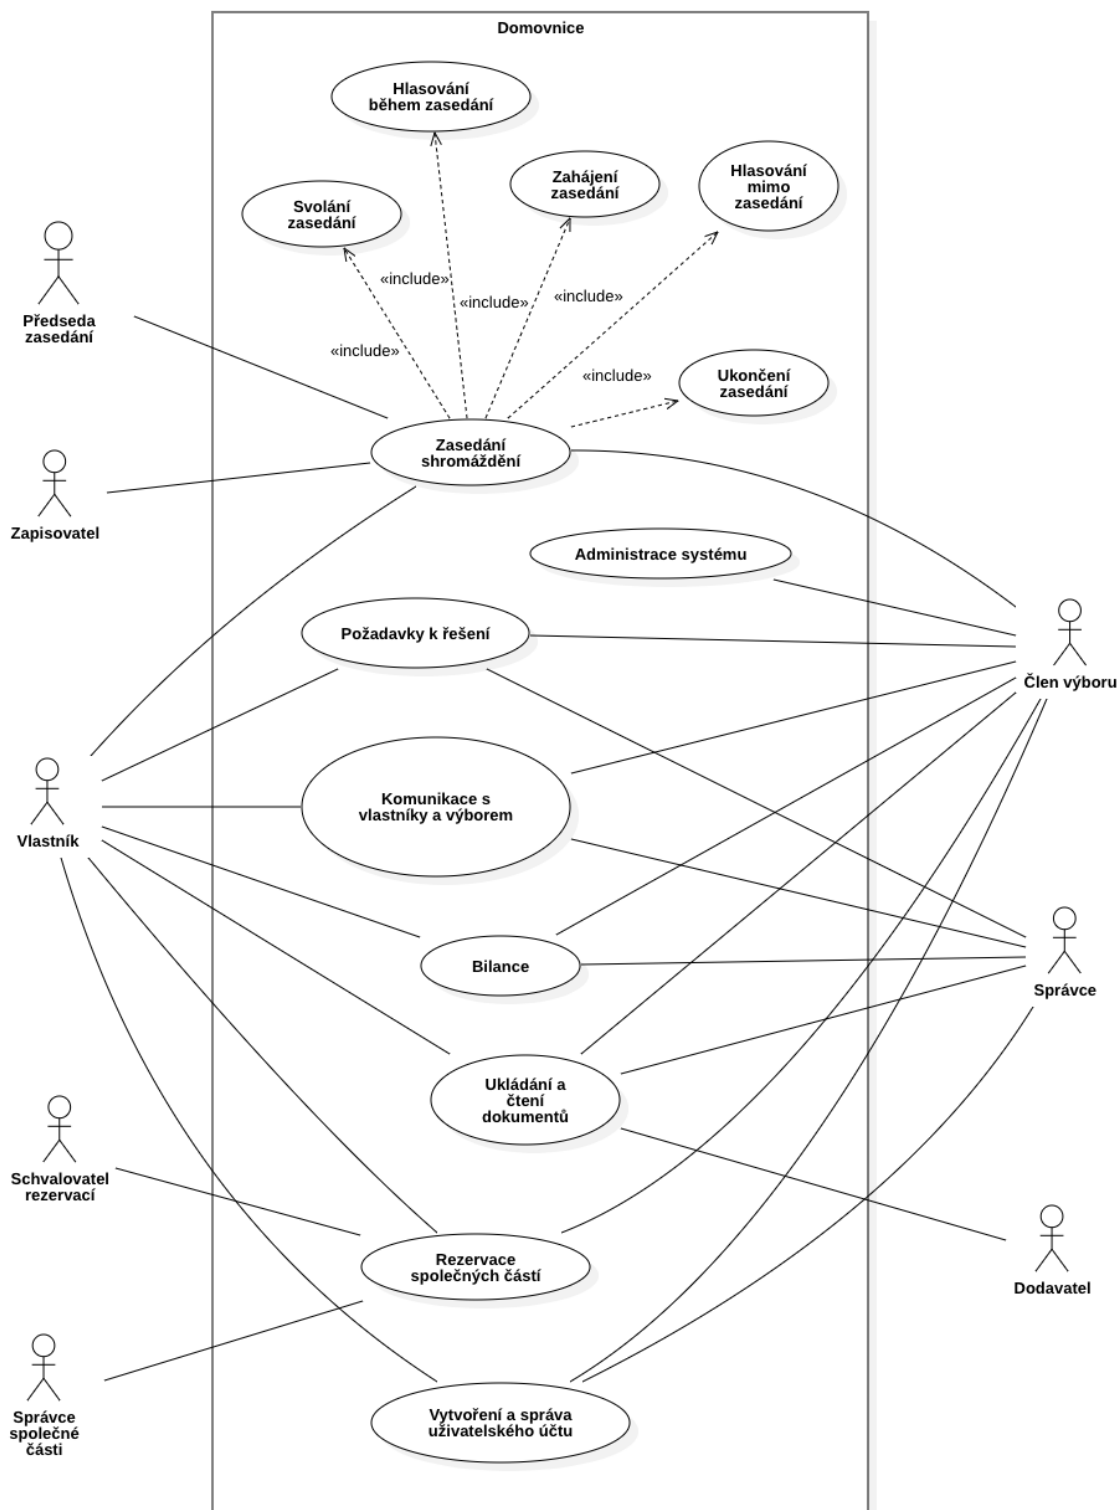 Domovnice
Hlasování
během zasedání
Zahájení
zasedání
Hlasování
mimo
zasedání
Svolání
zasedání
«include»
«include»
«include»
«include»
«include»
Předseda
zasedání
Ukončení
zasedání
Zasedání
shromáždění
Zapisovatel
Administrace systému
Požadavky k řešení
Člen výboru
Komunikace s
vlastníky a výborem
Vlastník
Bilance
Správce
Ukládání a
čtení
dokumentů
Schvalovatel
rezervací
Rezervace
společných částí
Dodavatel
Vytvoření a správa
uživatelského účtu
Správce
společné
části